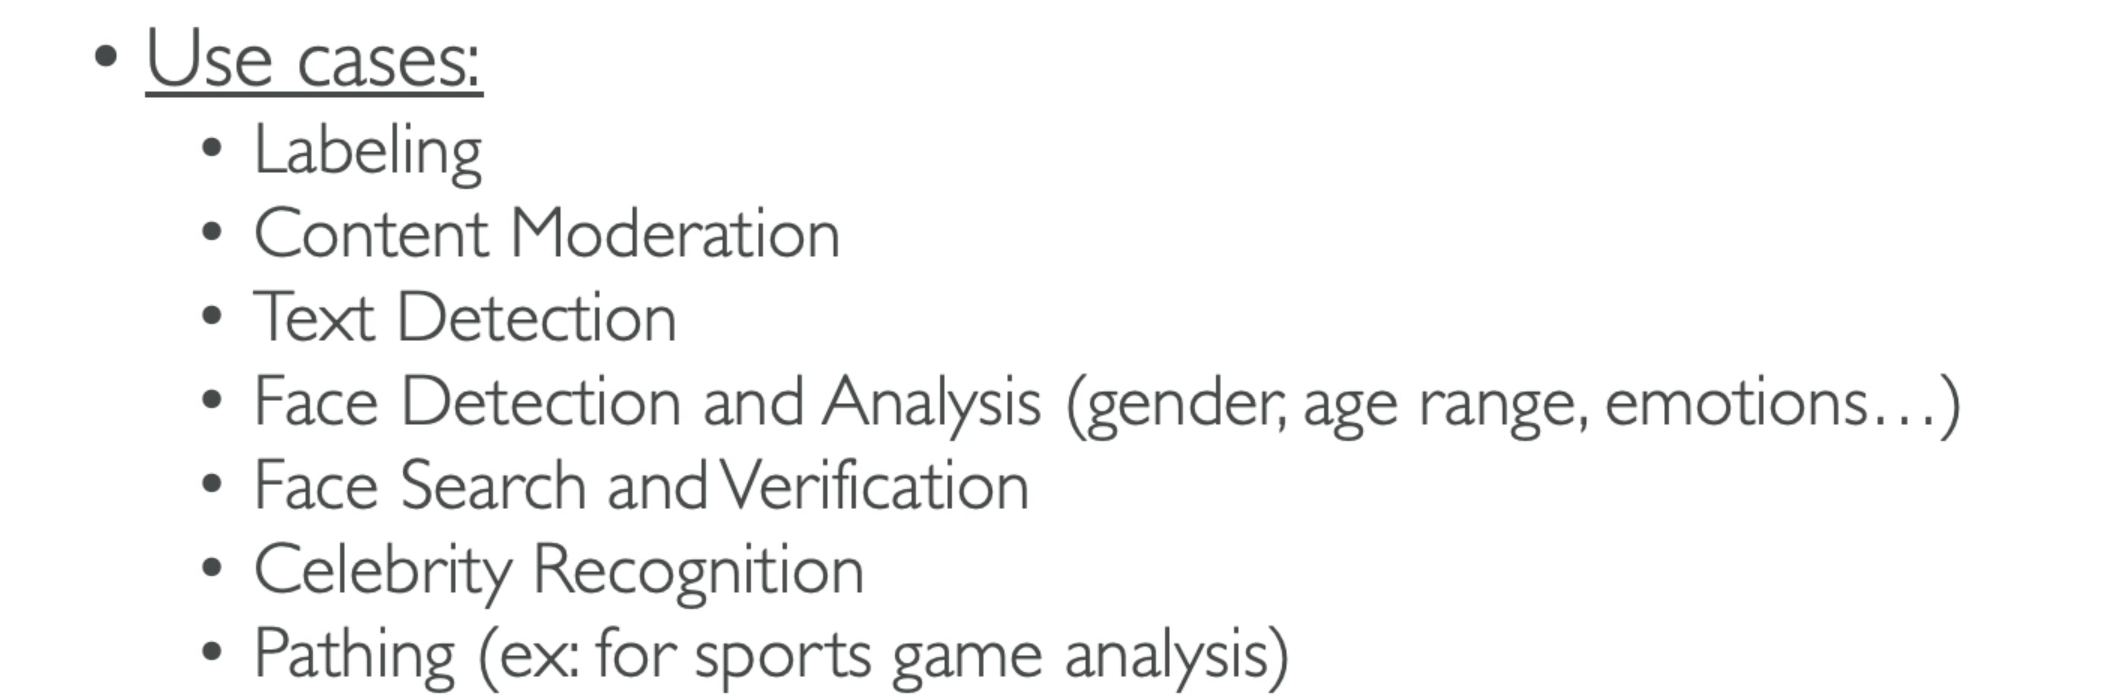 • Use cases:
• Labeling
• Content Moderation
• Text Detection
• Face Detection and Analysis (gender, age range, emotions…)
• Face Search and Verification
• Celebrity Recognition
• Pathing (ex: for sports game analysis)